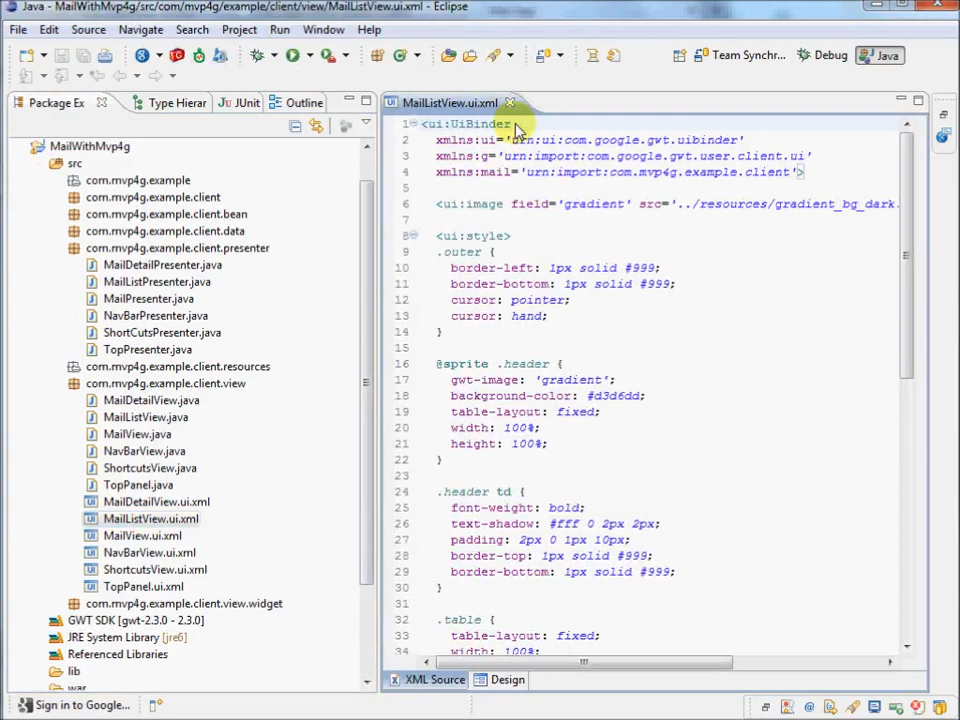 Java - MailWithMvp4g/src/com/mvp4g/example/client/view/MailListView.ui.xml - Eclipse
File Edit Source Navigate Search Project Run Window Help
Team Synchr... Debug Java
Package Ex Type Hierar JUnit Outline
MailWithMvp4g
src
com.mvp4g.example
com.mvp4g.example.client
com.mvp4g.example.client.bean
com.mvp4g.example.client.data
com.mvp4g.example.client.presenter
MailDetailPresenter.java
MailListPresenter.java
MailPresenter.java
NavBarPresenter.java
ShortCutsPresenter.java
TopPresenter.java
com.mvp4g.example.client.resources
com.mvp4g.example.client.view
MailDetailView.java
MailListView.java
MailView.java
NavBarView.java
ShortcutsView.java
TopPanel.java
MailDetailView.ui.xml
MailListView.ui.xml
MailView.ui.xml
NavBarView.ui.xml
ShortcutsView.ui.xml
TopPanel.ui.xml
com.mvp4g.example.client.view.widget
GWT SDK [gwt-2.3.0 - 2.3.0]
JRE System Library [jre6]
Referenced Libraries
lib
war
MailListView.ui.xml
1 <ui:UiBinder
2 xmlns:ui='urn:ui:com.google.gwt.uibinder'
3 xmlns:g='urn:import:com.google.gwt.user.client.ui'
4 xmlns:mail='urn:import:com.mvp4g.example.client'>
5
6 <ui:image field='gradient' src='../resources/gradient_bg_dark.
7
8 <ui:style>
9 .outer {
10 border-left: 1px solid #999;
11 border-bottom: 1px solid #999;
12 cursor: pointer;
13 cursor: hand;
14 }
15
16 @sprite .header {
17 gwt-image: 'gradient';
18 background-color: #d3d6dd;
19 table-layout: fixed;
20 width: 100%;
21 height: 100%;
22 }
23
24 .header td {
25 font-weight: bold;
26 text-shadow: #fff 0 2px 2px;
27 padding: 2px 0 1px 10px;
28 border-top: 1px solid #999;
29 border-bottom: 1px solid #999;
30 }
31
32 .table {
33 table-layout: fixed;
34 width: 100%;
XML Source Design
Sign in to Google...